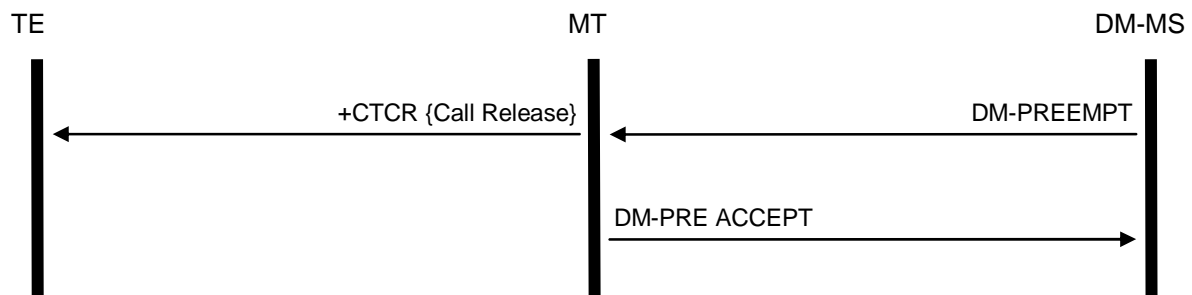 TE MT DM-MS
+CTCR {Call Release} DM-PREEMPT
DM-PRE ACCEPT